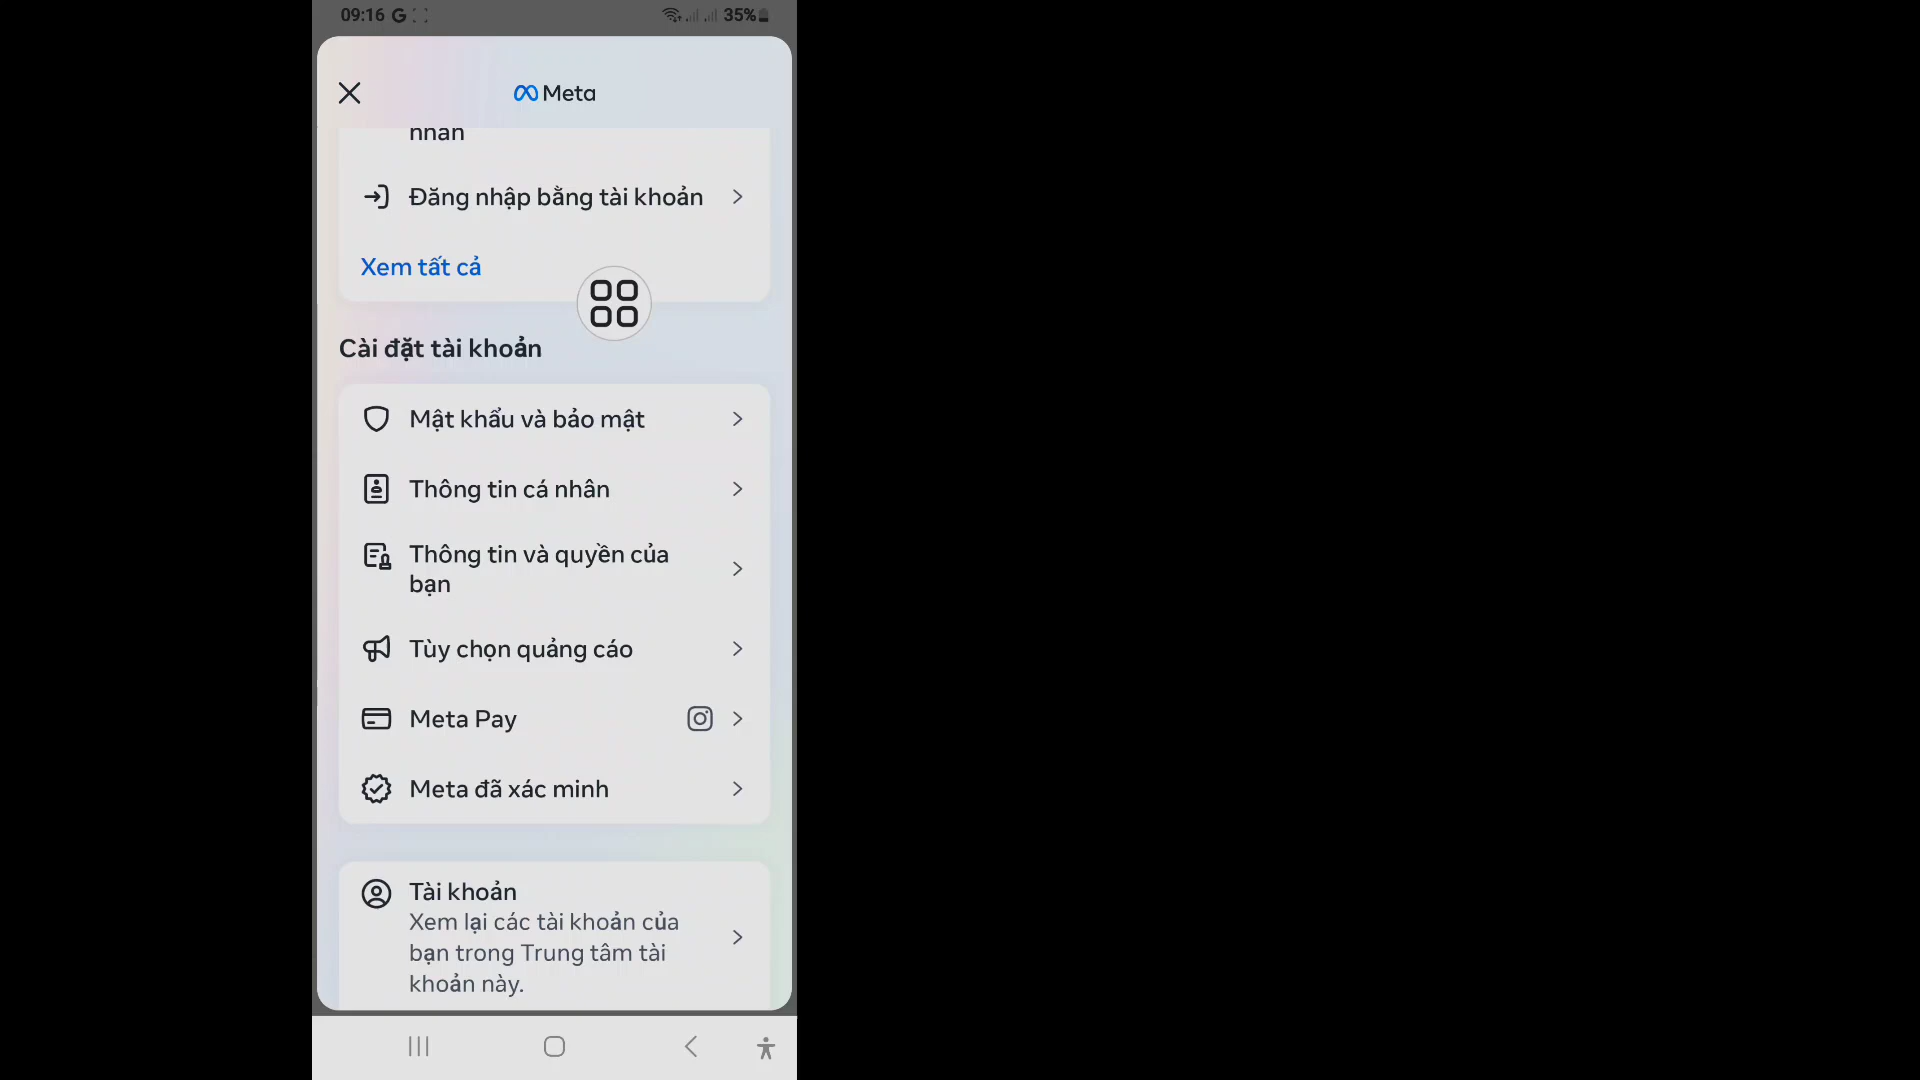 09:16 G 35%
Meta
nhân
Đăng nhập bằng tài khoản
Xem tất cả
Cài đặt tài khoản
Mật khẩu và bảo mật
Thông tin cá nhân
Thông tin và quyền của
bạn
Tùy chọn quảng cáo
Meta Pay
Meta đã xác minh
Tài khoản
Xem lại các tài khoản của
bạn trong Trung tâm tài
khoản này.